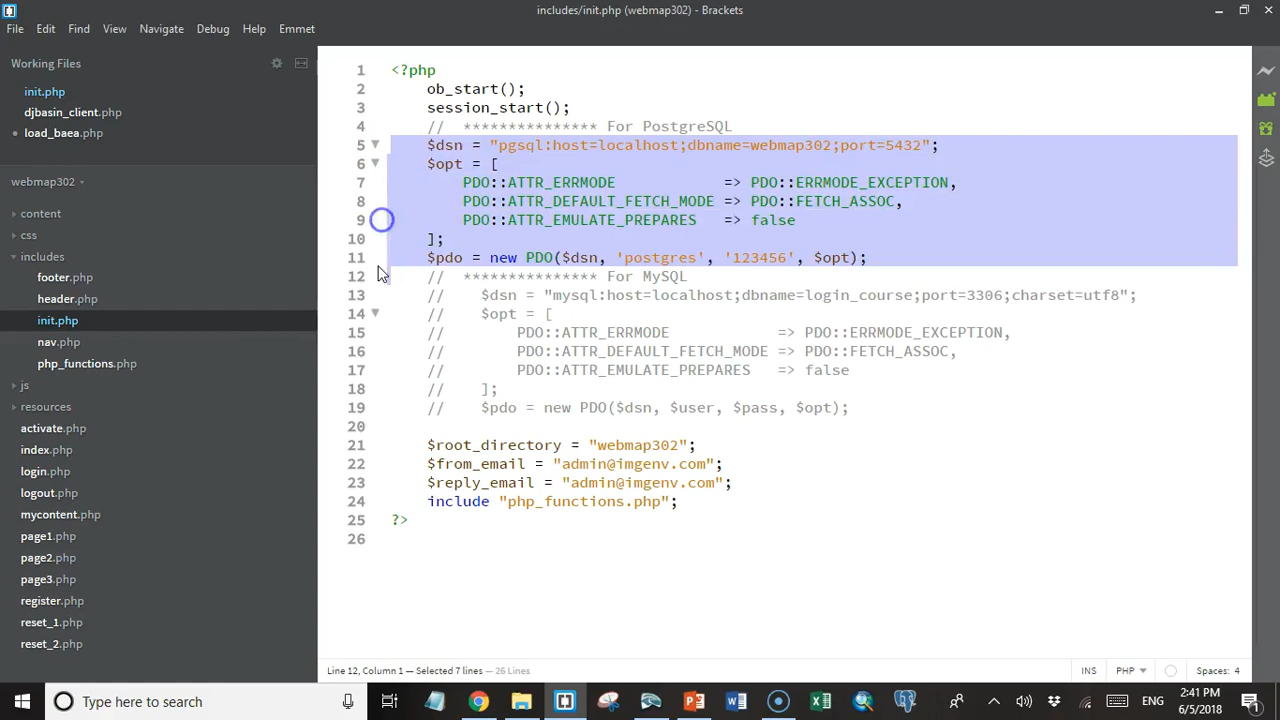 includes/init.php (webmap302) - Brackets
File Edit Find View Navigate Debug Help Emmet
Working Files
init.php
djbasin_client.php
load_baea.php
webmap302
content
css
includes
footer.php
header.php
init.php
nav.php
php_functions.php
js
resources
activate.php
index.php
login.php
logout.php
mycontent.php
page1.php
page2.php
page3.php
register.php
reset_1.php
reset_2.php
1 <?php
2 ob_start();
3 session_start();
4 // *************** For PostgreSQL
5 $dsn = "pgsql:host=localhost;dbname=webmap302;port=5432";
6 $opt = [
7 PDO::ATTR_ERRMODE => PDO::ERRMODE_EXCEPTION,
8 PDO::ATTR_DEFAULT_FETCH_MODE => PDO::FETCH_ASSOC,
9 PDO::ATTR_EMULATE_PREPARES => false
10 ];
11 $pdo = new PDO($dsn, 'postgres', '123456', $opt);
12 // *************** For MySQL
13 // $dsn = "mysql:host=localhost;dbname=login_course;port=3306;charset=utf8";
14 // $opt = [
15 // PDO::ATTR_ERRMODE => PDO::ERRMODE_EXCEPTION,
16 // PDO::ATTR_DEFAULT_FETCH_MODE => PDO::FETCH_ASSOC,
17 // PDO::ATTR_EMULATE_PREPARES => false
18 // ];
19 // $pdo = new PDO($dsn, $user, $pass, $opt);
20
21 $root_directory = "webmap302";
22 $from_email = "admin@imgenv.com";
23 $reply_email = "admin@imgenv.com";
24 include "php_functions.php";
25 ?>
26
Line 12, Column 1 — Selected 7 lines — 26 Lines
INS PHP Spaces: 4
Type here to search
ENG 2:41 PM
6/5/2018